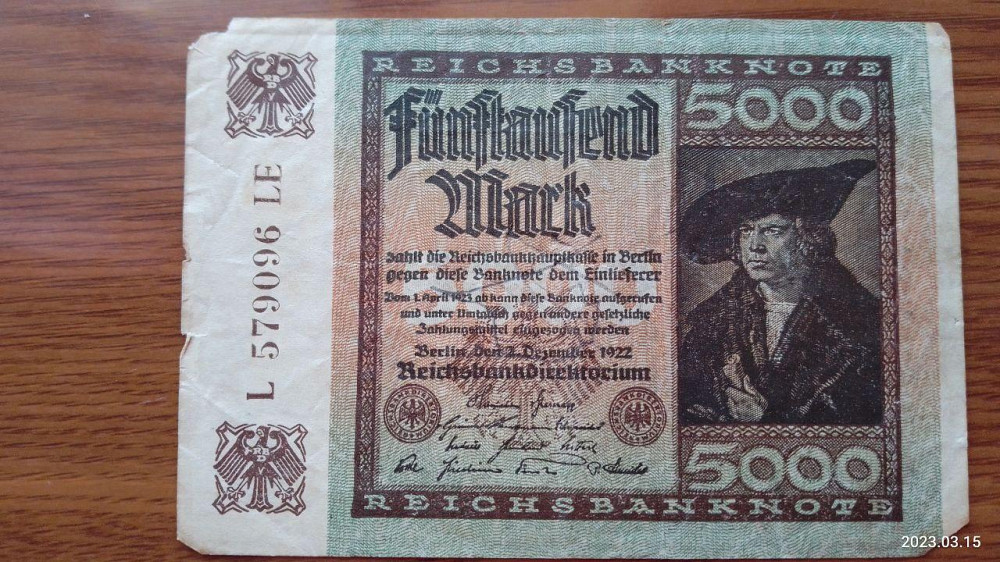 REICHSBANKNOTE
5000
Fünftausend
Mark
zahlt die Reichsbankhauptkasse in Berlin
gegen diese Banknote dem Einlieferer
Vom 1. April 1923 ab kann diese Banknote aufgerufen
und unter Umtausch gegen andere gesetzliche
Zahlungsmittel eingezogen werden
Berlin, den 2. Dezember 1922
Reichsbankdirektorium
5000
REICHSBANKNOTE
L 579096 LE
2023.03.15